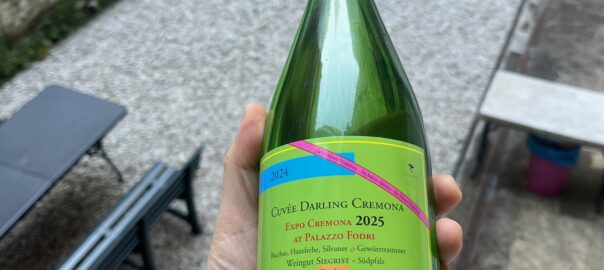 2024
CUVÉE DARLING CREMONA
EXPO CREMONA 2025
AT PALAZZO FODRI
Bacchus, Huxelrebe, Silvaner & Gewürztraminer
Weingut SIEGRIST – Südpfalz